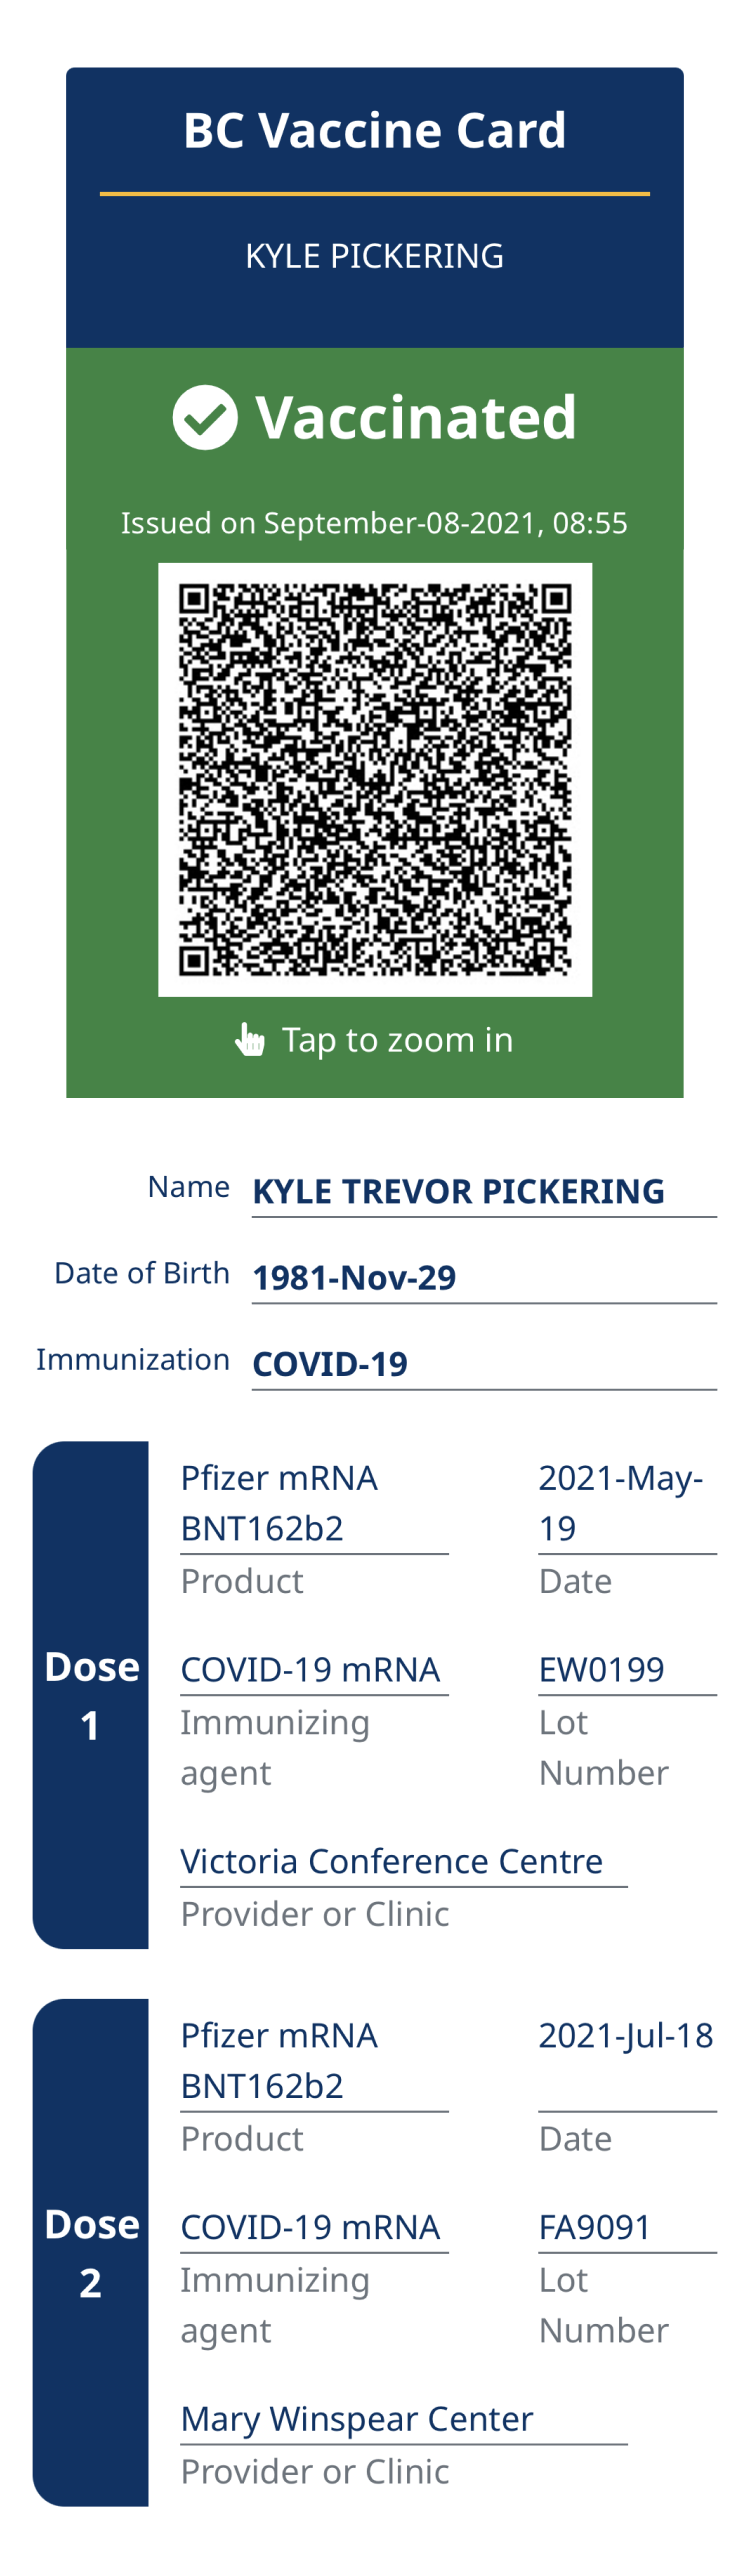 BC Vaccine Card
KYLE PICKERING
Vaccinated
Issued on September-08-2021, 08:55
Tap to zoom in
Name KYLE TREVOR PICKERING
Date of Birth 1981-Nov-29
Immunization COVID-19
Dose
1
Pfizer mRNA
BNT162b2
Product
2021-May-
19
Date
COVID-19 mRNA
Immunizing
agent
EW0199
Lot
Number
Victoria Conference Centre
Provider or Clinic
Dose
2
Pfizer mRNA
BNT162b2
Product
2021-Jul-18
Date
COVID-19 mRNA
Immunizing
agent
FA9091
Lot
Number
Mary Winspear Center
Provider or Clinic